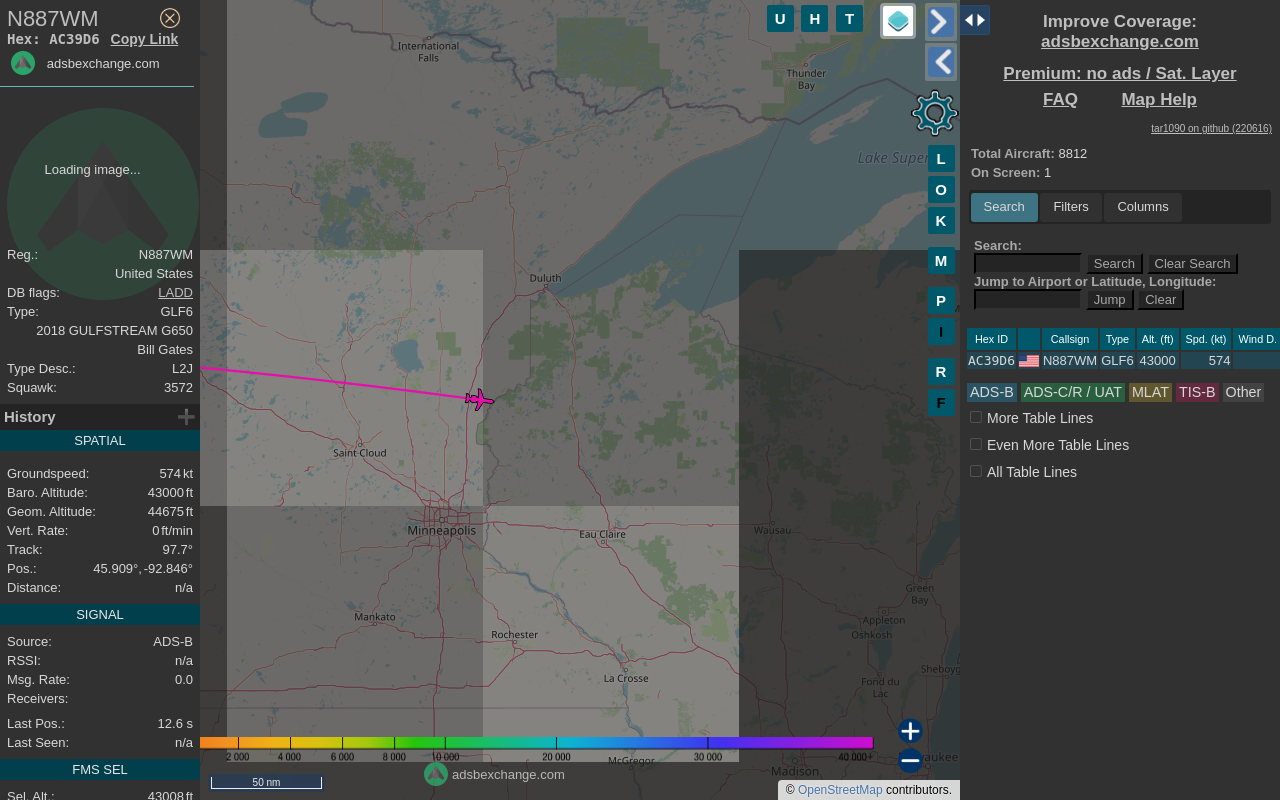 N887WM
Hex: AC39D6 Copy Link
adsbexchange.com
Loading image...
Reg.: N887WM
United States
DB flags: LADD
Type: GLF6
2018 GULFSTREAM G650
Bill Gates
Type Desc.: L2J
Squawk: 3572
History
SPATIAL
Groundspeed: 574 kt
Baro. Altitude: 43000 ft
Geom. Altitude: 44675 ft
Vert. Rate: 0 ft/min
Track: 97.7°
Pos.: 45.909°, -92.846°
Distance: n/a
SIGNAL
Source: ADS-B
RSSI: n/a
Msg. Rate: 0.0
Receivers:
Last Pos.: 12.6 s
Last Seen: n/a
FMS SEL
Sel. Alt.: 43008 ft
U H T
L
O
K
M
P
I
R
F
International
Falls
Thunder
Bay
Lake Super
Duluth
Saint Cloud
Minneapolis
Eau Claire
Wausau
Green
Bay
Appleton
Oshkosh
Mankato
Rochester
La Crosse
Fond du
Lac
Sheboyg
McGregor
Madison
aukee
2 000 4 000 6 000 8 000 10 000 20 000 30 000 40 000+
50 nm
adsbexchange.com
© OpenStreetMap contributors.
Improve Coverage:
adsbexchange.com
Premium: no ads / Sat. Layer
FAQ Map Help
tar1090 on github (220616)
Total Aircraft: 8812
On Screen: 1
Search Filters Columns
Search:
Search Clear Search
Jump to Airport or Latitude, Longitude:
Jump Clear
Hex ID Callsign Type Alt. (ft) Spd. (kt) Wind D.
AC39D6 N887WM GLF6 43000 574
ADS-B ADS-C/R / UAT MLAT TIS-B Other
More Table Lines
Even More Table Lines
All Table Lines